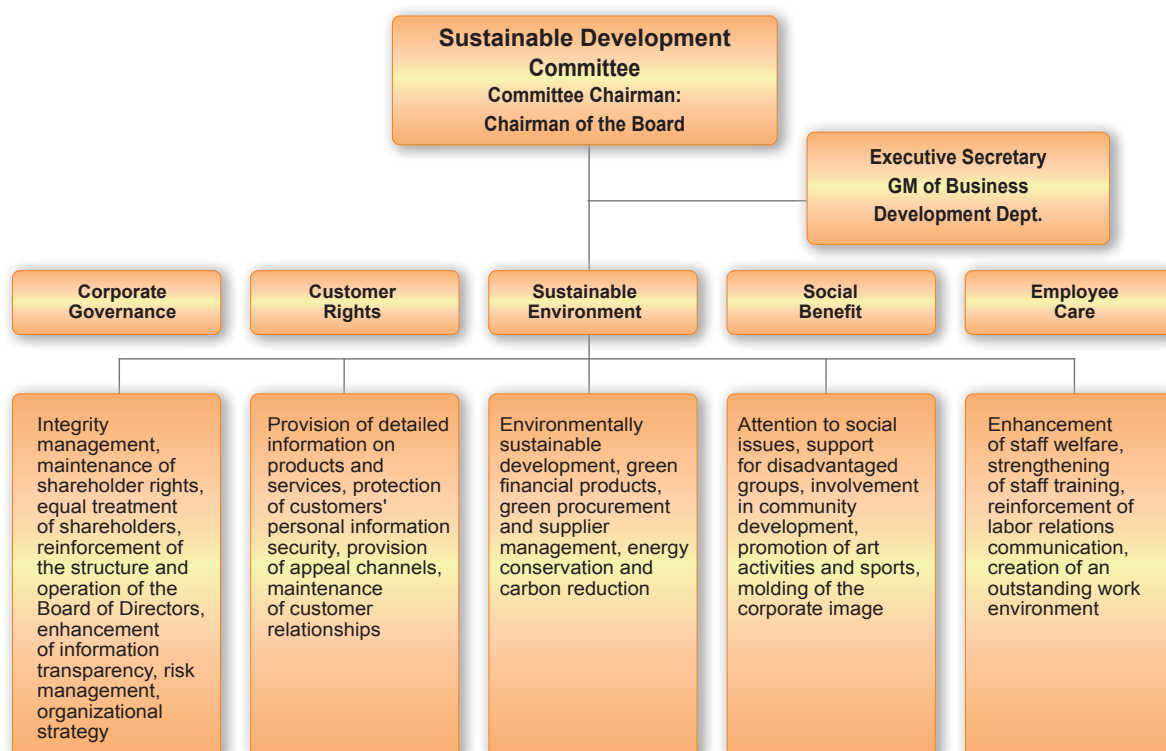 Sustainable Development
Committee
Committee Chairman:
Chairman of the Board
Executive Secretary
GM of Business
Development Dept.
Corporate
Governance
Customer
Rights
Sustainable
Environment
Social
Benefit
Employee
Care
Integrity
management,
maintenance of
shareholder rights,
equal treatment
of shareholders,
reinforcement of
the structure and
operation of the
Board of Directors,
enhancement
of information
transparency, risk
management,
organizational
strategy
Provision of detailed
information on
products and
services, protection
of customers'
personal information
security, provision
of appeal channels,
maintenance
of customer
relationships
Environmentally
sustainable
development, green
financial products,
green procurement
and supplier
management, energy
conservation and
carbon reduction
Attention to social
issues, support
for disadvantaged
groups, involvement
in community
development,
promotion of art
activities and sports,
molding of the
corporate image
Enhancement
of staff welfare,
strengthening
of staff training,
reinforcement of
labor relations
communication,
creation of an
outstanding work
environment